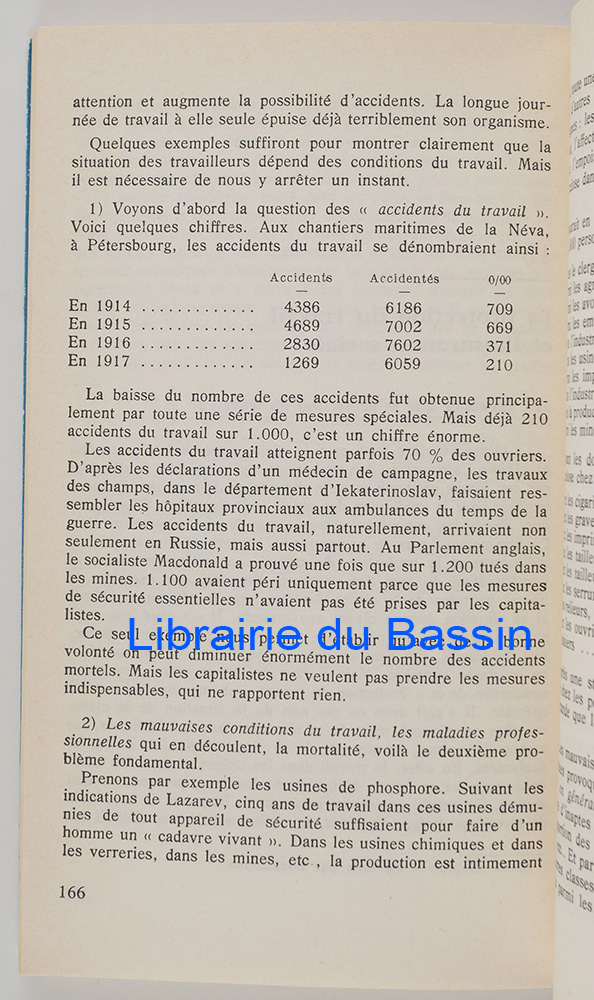 attention et augmente la possibilité d'accidents. La longue jour-
née de travail à elle seule épuise déjà terriblement son organisme.
Quelques exemples suffiront pour montrer clairement que la
situation des travailleurs dépend des conditions du travail. Mais
il est nécessaire de nous y arrêter un instant.
1) Voyons d'abord la question des « accidents du travail ».
Voici quelques chiffres. Aux chantiers maritimes de la Néva,
à Pétersbourg, les accidents du travail se dénombraient ainsi :
Accidents Accidentés 0/00
En 1914 ............. 4386 6186 709
En 1915 ............. 4689 7002 669
En 1916 ............. 2830 7602 371
En 1917 ............. 1269 6059 210
La baisse du nombre de ces accidents fut obtenue principa-
lement par toute une série de mesures spéciales. Mais déjà 210
accidents du travail sur 1.000, c'est un chiffre énorme.
Les accidents du travail atteignent parfois 70 % des ouvriers.
D'après les déclarations d'un médecin de campagne, les travaux
des champs, dans le département d'Iekaterinoslav, faisaient res-
sembler les hôpitaux provinciaux aux ambulances du temps de la
guerre. Les accidents du travail, naturellement, arrivaient non
seulement en Russie, mais aussi partout. Au Parlement anglais,
le socialiste Macdonald a prouvé une fois que sur 1.200 tués dans
les mines. 1.100 avaient péri uniquement parce que les mesures
de sécurité essentielles n'avaient pas été prises par les capita-
listes.
Ce seul exemple nous permet d'établir qu'avec de la bonne
Librairie du Bassin
volonté on peut diminuer énormément le nombre des accidents
mortels. Mais les capitalistes ne veulent pas prendre les mesures
indispensables, qui ne rapportent rien.
2) Les mauvaises conditions du travail, les maladies profes-
sionnelles qui en découlent, la mortalité, voilà le deuxième pro-
blème fondamental.
Prenons par exemple les usines de phosphore. Suivant les
indications de Lazarev, cinq ans de travail dans ces usines dému-
nies de tout appareil de sécurité suffisaient pour faire d'un
homme un « cadavre vivant ». Dans les usines chimiques et dans
les verreries, dans les mines, etc., la production est intimement
166